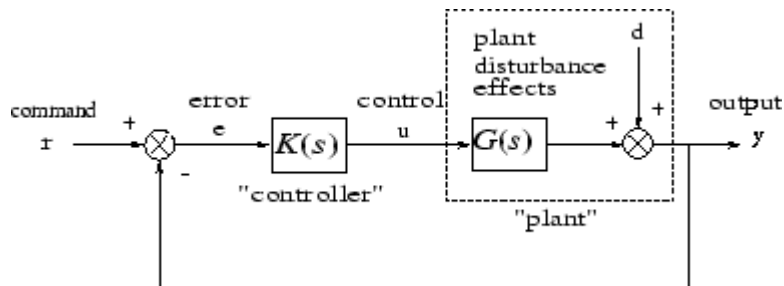 plant
disturbance
effects
d
command
r
+
-
error
e
K(s)
"controller"
control
u
G(s)
+
+
"plant"
output
y